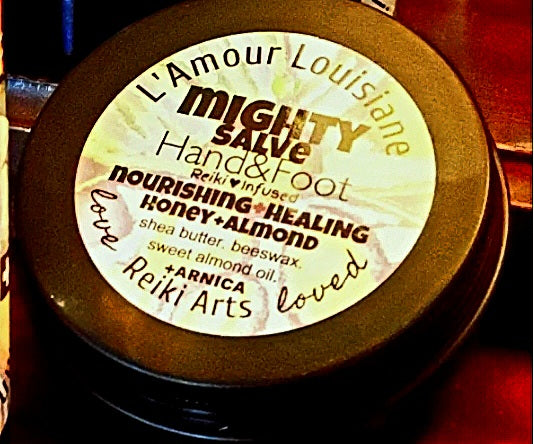 L'Amour Louisiane
MIGHTY
SALVe
Hand&Foot
Reiki♥Infused
nOURISHING+HEALING
HONEY+ALMOND
shea butter, beeswax,
sweet almond oil.
+ARNICA
Reiki Arts
love
loved